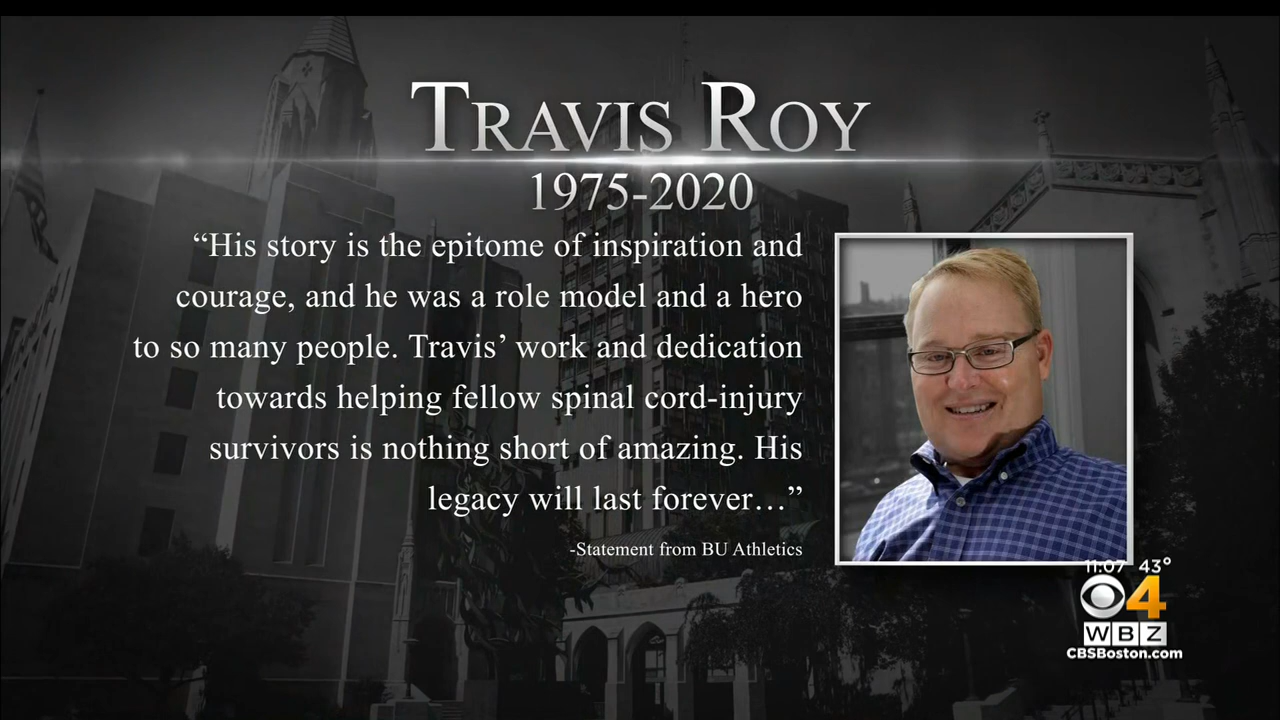 TRAVIS ROY
1975-2020
“His story is the epitome of inspiration and
courage, and he was a role model and a hero
to so many people. Travis’ work and dedication
towards helping fellow spinal cord-injury
survivors is nothing short of amazing. His
legacy will last forever…”
-Statement from BU Athletics
11:07 43°
4
WBZ
CBSBoston.com